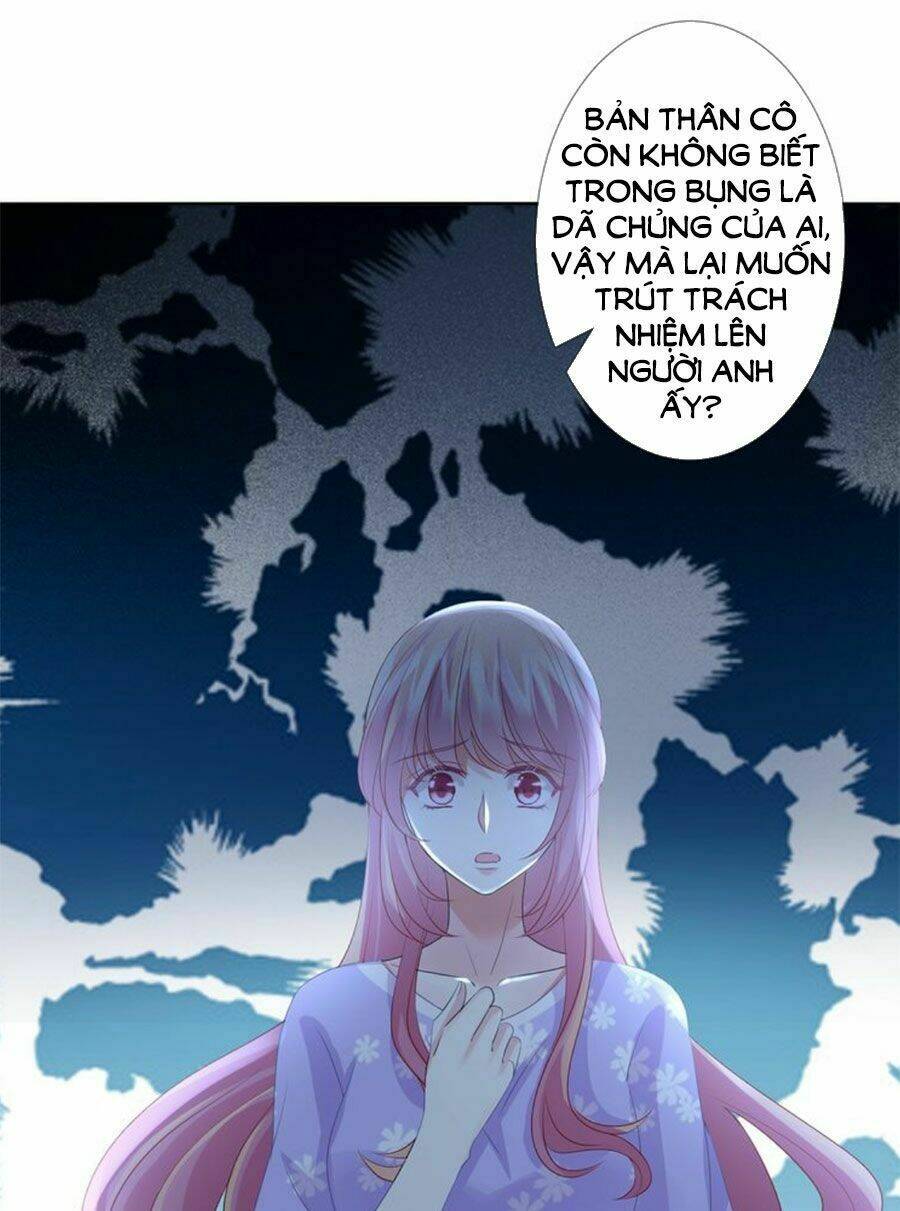 BẢN THÂN CÔ
CÒN KHÔNG BIẾT
TRONG BỤNG LÀ
DÃ CHỦNG CỦA AI,
VẬY MÀ LẠI MUỐN
TRÚT TRÁCH
NHIỆM LÊN
NGƯỜI ANH
ẤY?